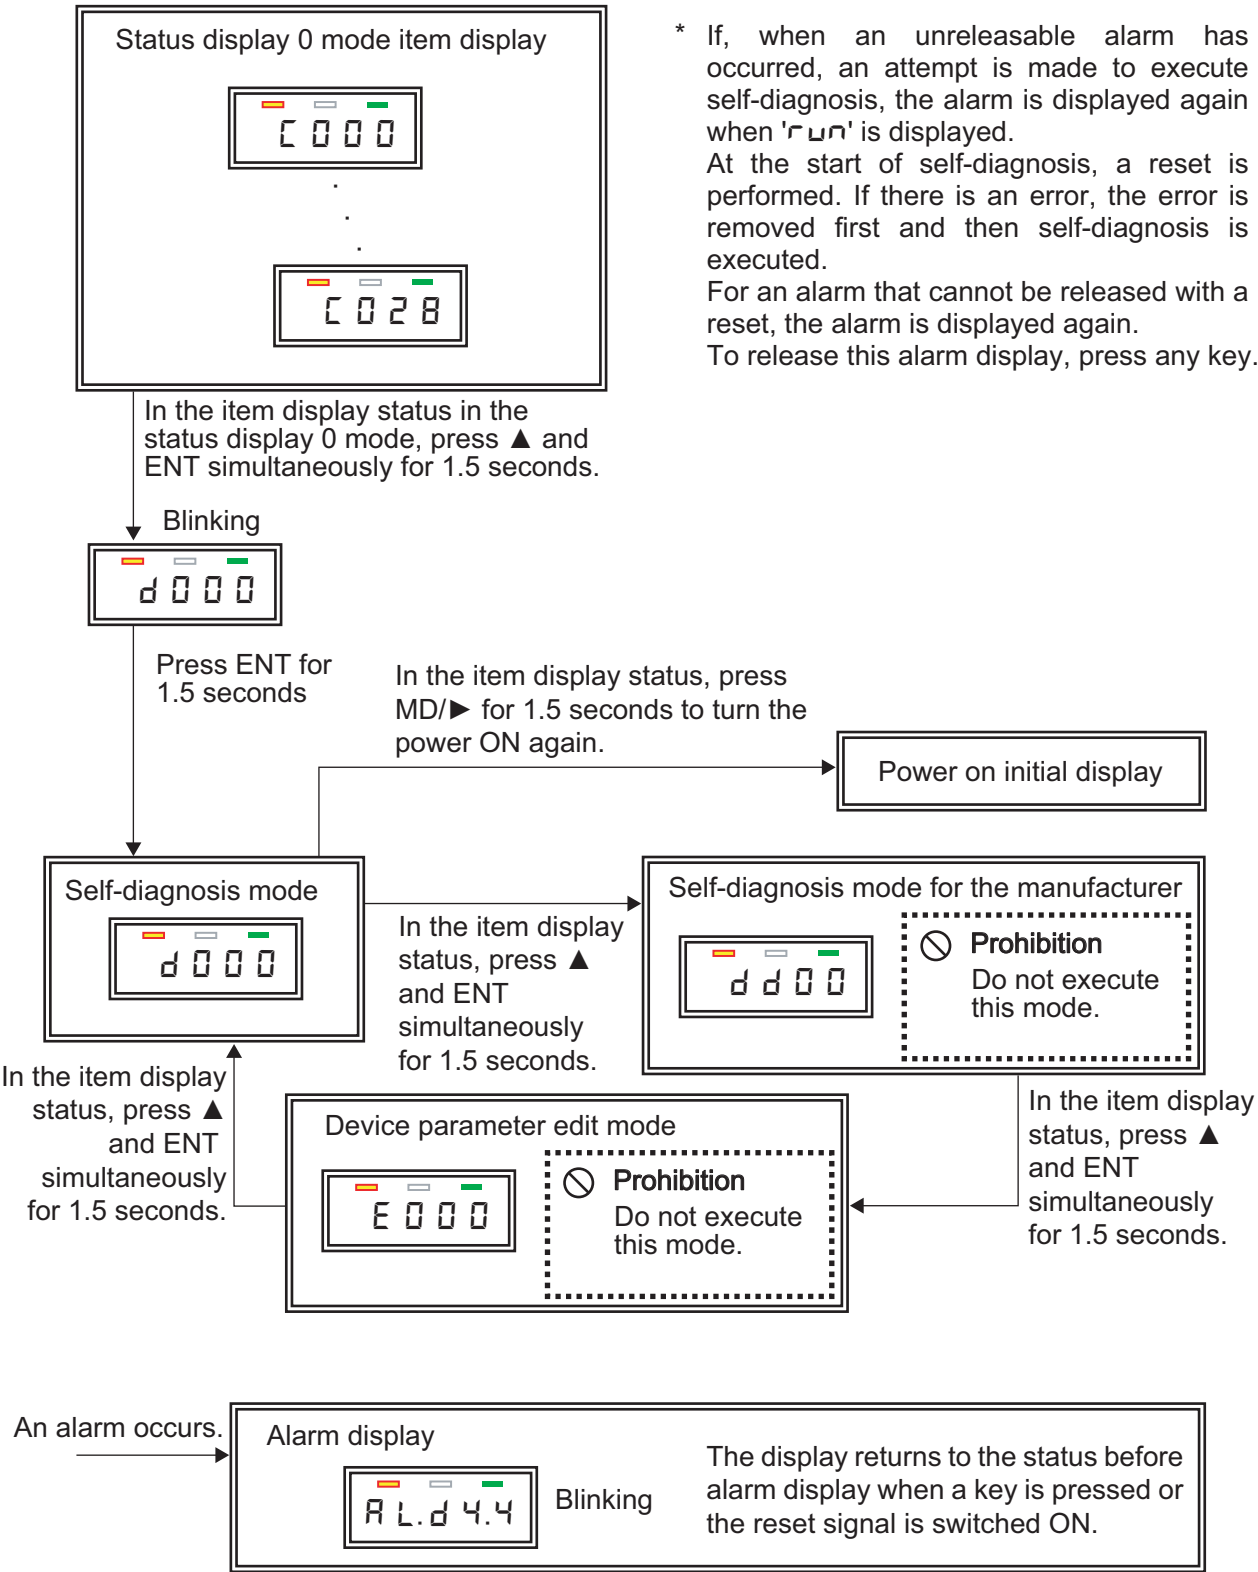 Status display 0 mode item display
C000
.
.
.
C028
* If, when an unreleasable alarm has
occurred, an attempt is made to execute
self-diagnosis, the alarm is displayed again
when 'run' is displayed.
At the start of self-diagnosis, a reset is
performed. If there is an error, the error is
removed first and then self-diagnosis is
executed.
For an alarm that cannot be released with a
reset, the alarm is displayed again.
To release this alarm display, press any key.
In the item display status in the
status display 0 mode, press ▲ and
ENT simultaneously for 1.5 seconds.
Blinking
d000
Press ENT for
1.5 seconds
In the item display status, press
MD/► for 1.5 seconds to turn the
power ON again.
Power on initial display
Self-diagnosis mode
d000
In the item display
status, press ▲
and ENT
simultaneously
for 1.5 seconds.
Self-diagnosis mode for the manufacturer
dd00
Prohibition
Do not execute
this mode.
In the item display
status, press ▲
and ENT
simultaneously
for 1.5 seconds.
Device parameter edit mode
E000
Prohibition
Do not execute
this mode.
In the item display
status, press ▲
and ENT
simultaneously
for 1.5 seconds.
An alarm occurs.
Alarm display
AL.d4.4
Blinking
The display returns to the status before
alarm display when a key is pressed or
the reset signal is switched ON.